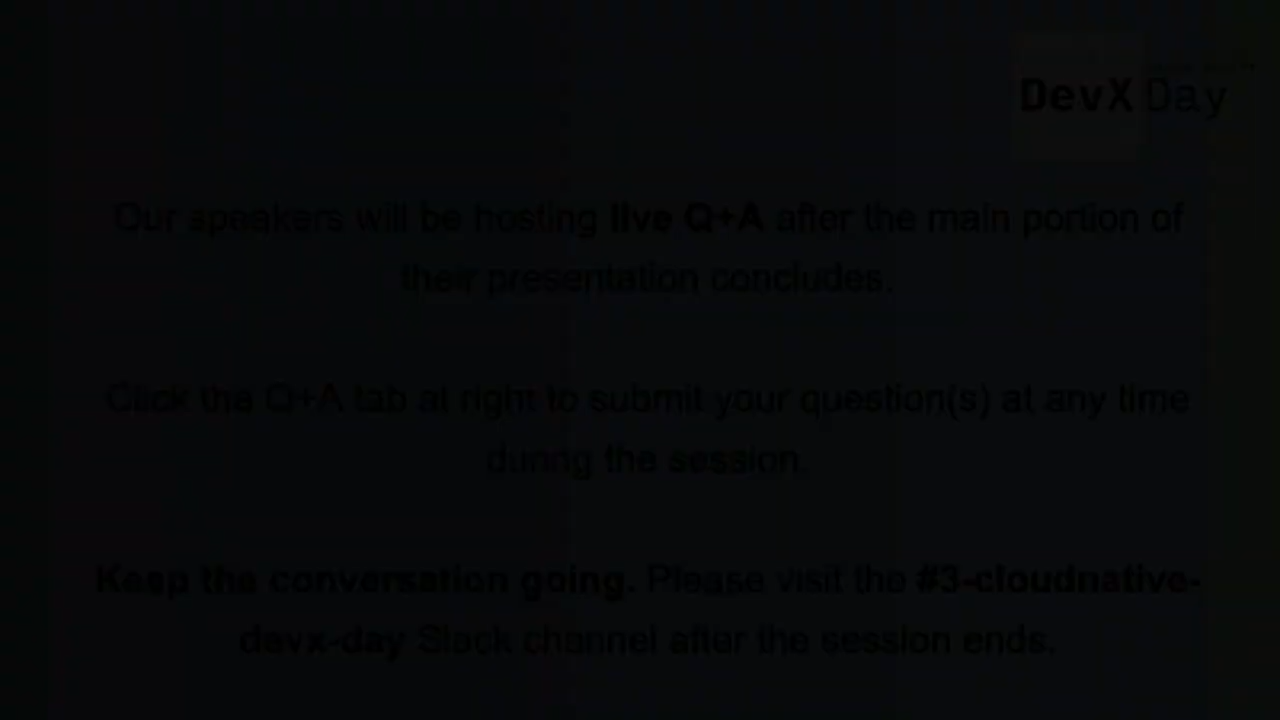 DevX Day
Our speakers will be hosting live Q+A after the main portion of
their presentation concludes.
Click the Q+A tab at right to submit your question(s) at any time
during the session.
Keep the conversation going. Please visit the #3-cloudnative-
devx-day Slack channel after the session ends.